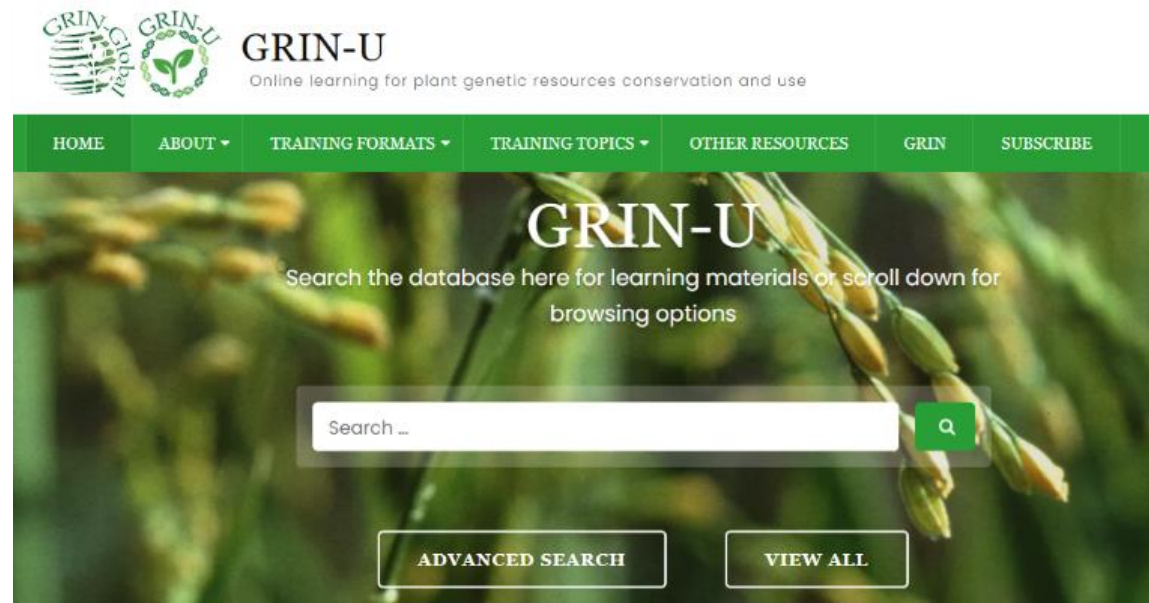 GRIN-Global
GRIN-U
GRIN-U
Online learning for plant genetic resources conservation and use
HOME ABOUT TRAINING FORMATS TRAINING TOPICS OTHER RESOURCES GRIN SUBSCRIBE
GRIN-U
Search the database here for learning materials or scroll down for
browsing options
Search ...
ADVANCED SEARCH VIEW ALL